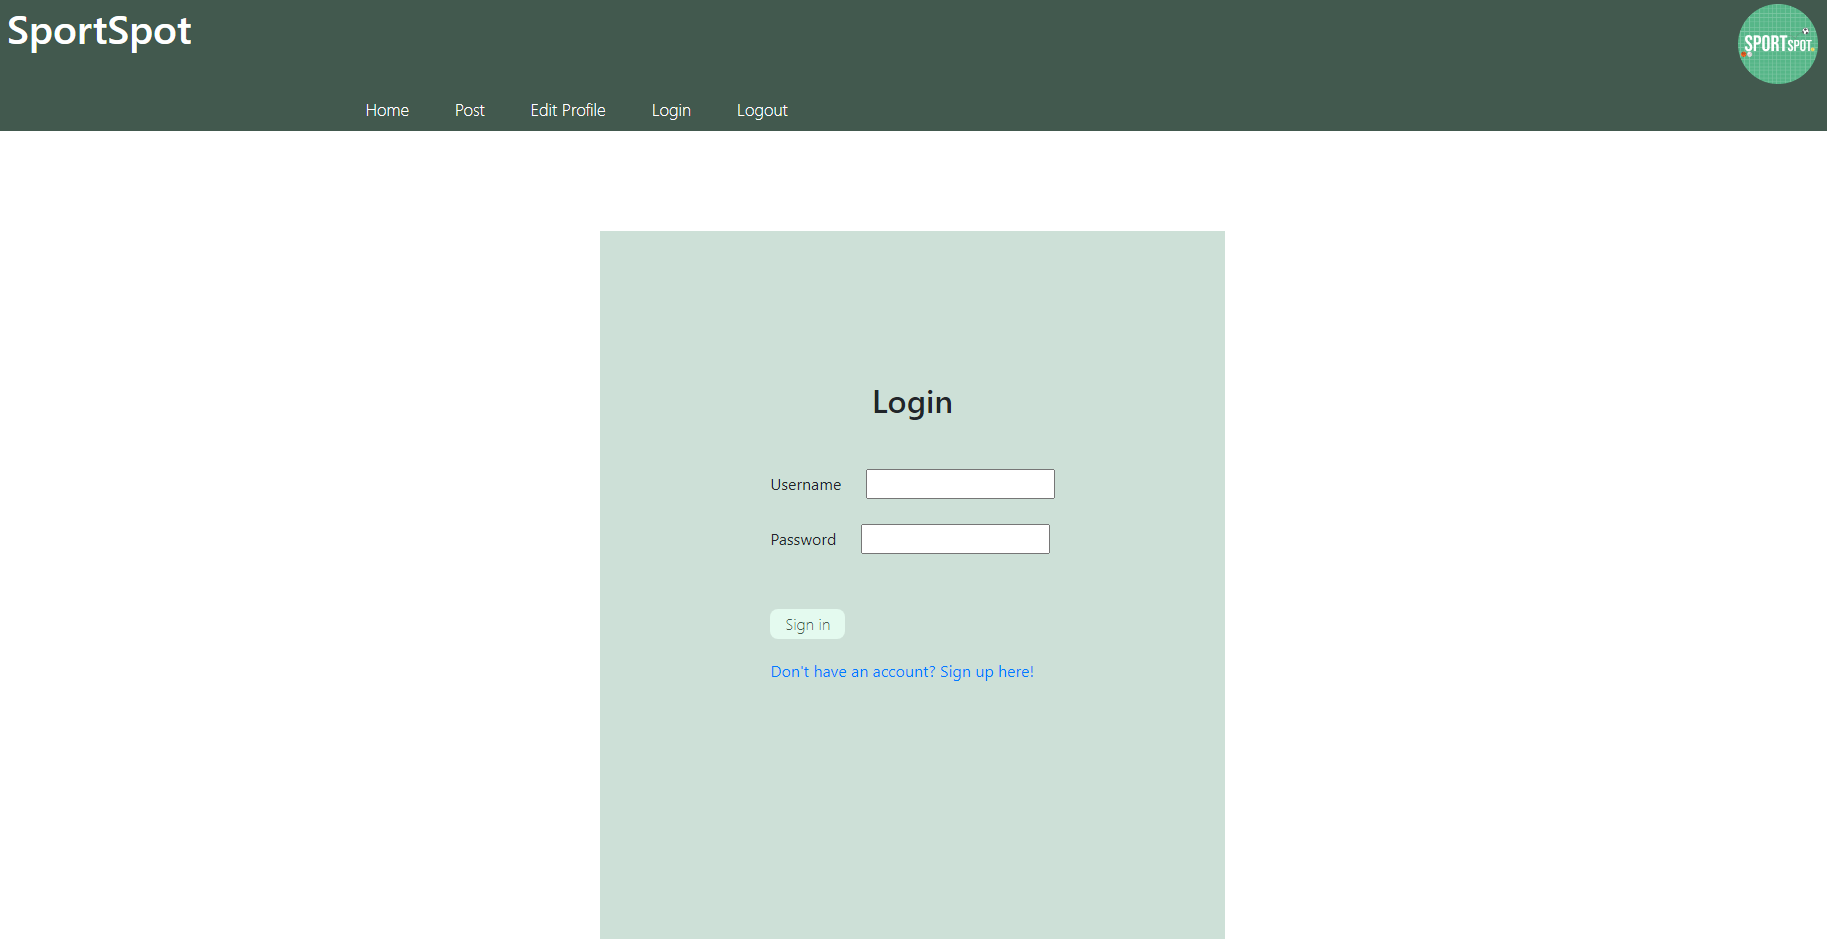 SportSpot
SPORTSPOT
Home Post Edit Profile Login Logout
Login
Username
Password
Sign in
Don't have an account? Sign up here!